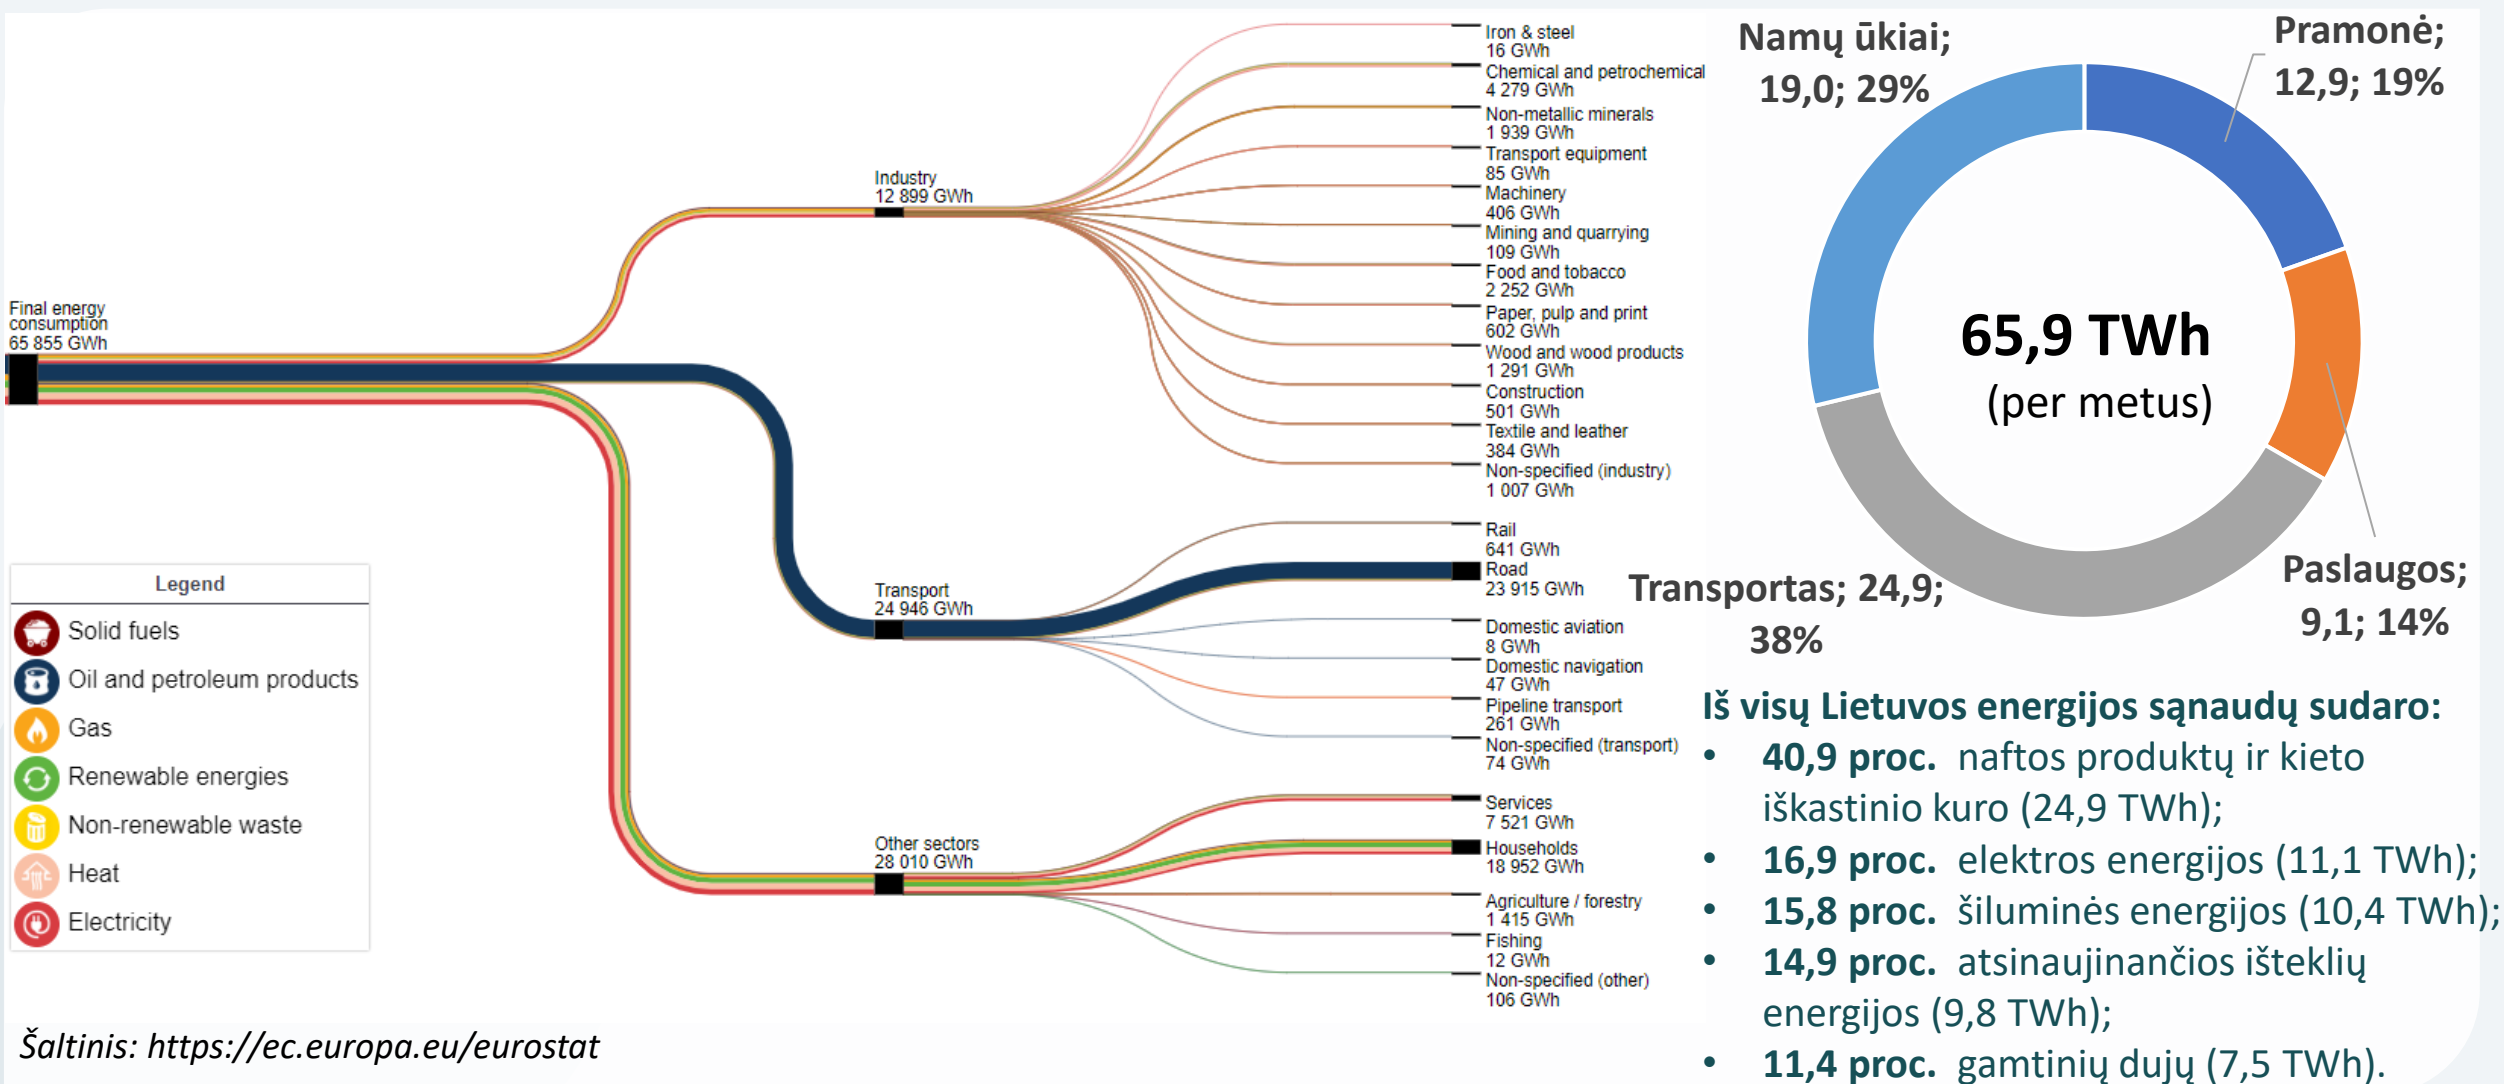 Final energy
consumption
65 855 GWh
Industry
12 899 GWh
Transport
24 946 GWh
Other sectors
28 010 GWh
Iron & steel
16 GWh
Chemical and petrochemical
4 279 GWh
Non-metallic minerals
1 939 GWh
Transport equipment
85 GWh
Machinery
406 GWh
Mining and quarrying
109 GWh
Food and tobacco
2 252 GWh
Paper, pulp and print
602 GWh
Wood and wood products
1 291 GWh
Construction
501 GWh
Textile and leather
384 GWh
Non-specified (industry)
1 007 GWh
Rail
641 GWh
Road
23 915 GWh
Domestic aviation
8 GWh
Domestic navigation
47 GWh
Pipeline transport
261 GWh
Non-specified (transport)
74 GWh
Services
7 521 GWh
Households
18 952 GWh
Agriculture / forestry
1 415 GWh
Fishing
12 GWh
Non-specified (other)
106 GWh
Legend
Solid fuels
Oil and petroleum products
Gas
Renewable energies
Non-renewable waste
Heat
Electricity
Šaltinis: https://ec.europa.eu/eurostat
Namų ūkiai;
19,0; 29%
Pramonė;
12,9; 19%
65,9 TWh
(per metus)
Transportas; 24,9;
38%
Paslaugos;
9,1; 14%
Iš visų Lietuvos energijos sąnaudų sudaro:
• 40,9 proc. naftos produktų ir kieto
iškastinio kuro (24,9 TWh);
• 16,9 proc. elektros energijos (11,1 TWh);
• 15,8 proc. šiluminės energijos (10,4 TWh);
• 14,9 proc. atsinaujinančios išteklių
energijos (9,8 TWh);
• 11,4 proc. gamtinių dujų (7,5 TWh).